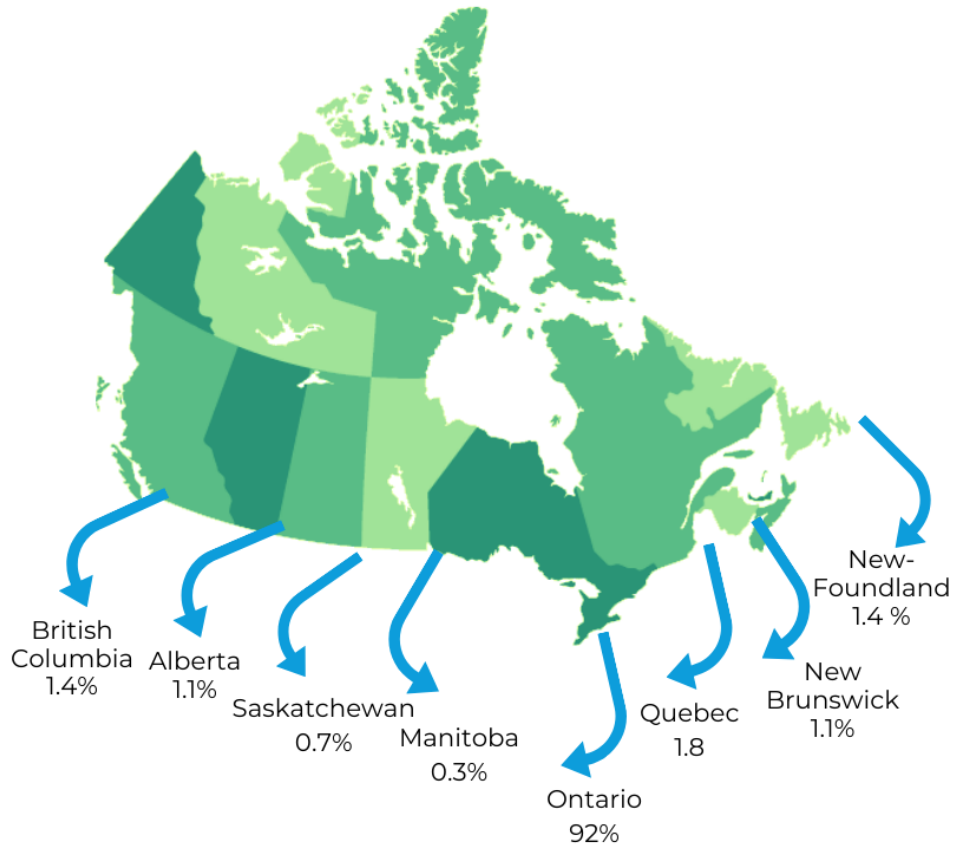 British
Columbia
1.4%
Alberta
1.1%
Saskatchewan
0.7%
Manitoba
0.3%
Ontario
92%
Quebec
1.8
New
Brunswick
1.1%
New-
Foundland
1.4 %